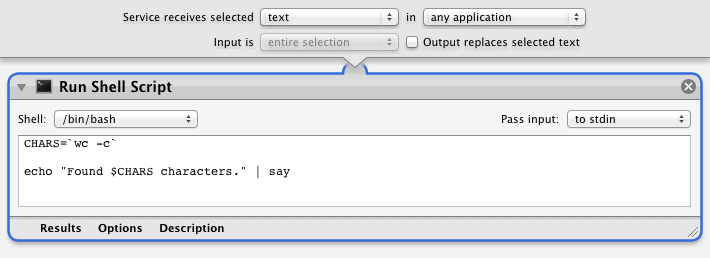 Service receives selected text in any application
Input is entire selection Output replaces selected text
Run Shell Script
Shell: /bin/bash Pass input: to stdin
CHARS=`wc -c`
echo "Found $CHARS characters." | say
Results Options Description